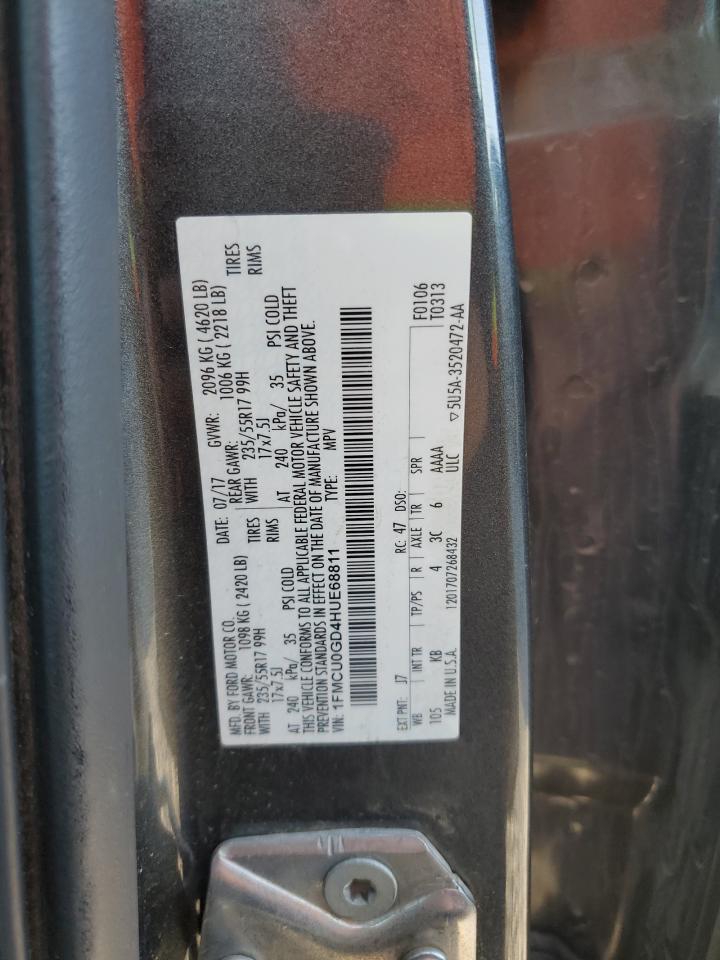 MFD. BY FORD MOTOR CO.
DATE: 07/17 GVWR: 2096 KG ( 4620 LB)
FRONT GAWR: 1098 KG ( 2420 LB) REAR GAWR: 1006 KG ( 2218 LB)
WITH 235/55R17 99H TIRES WITH 235/55R17 99H TIRES
17x7.5J RIMS 17x7.5J RIMS
AT 240 kPa/ 35 PSI COLD AT 240 kPa/ 35 PSI COLD
THIS VEHICLE CONFORMS TO ALL APPLICABLE FEDERAL MOTOR VEHICLE SAFETY AND THEFT
PREVENTION STANDARDS IN EFFECT ON THE DATE OF MANUFACTURE SHOWN ABOVE.
VIN: 1FMCU0GD4HUE68811 TYPE: MPV
F0106
T0313
EXT PNT: J7 RC: 47 DSO:
WB INT TR TP/PS R AXLE TR SPR
105 KB 4 3C 6 AAAA
MADE IN U.S.A. 1201707268432 ULC
▽5U5A-3520472-AA